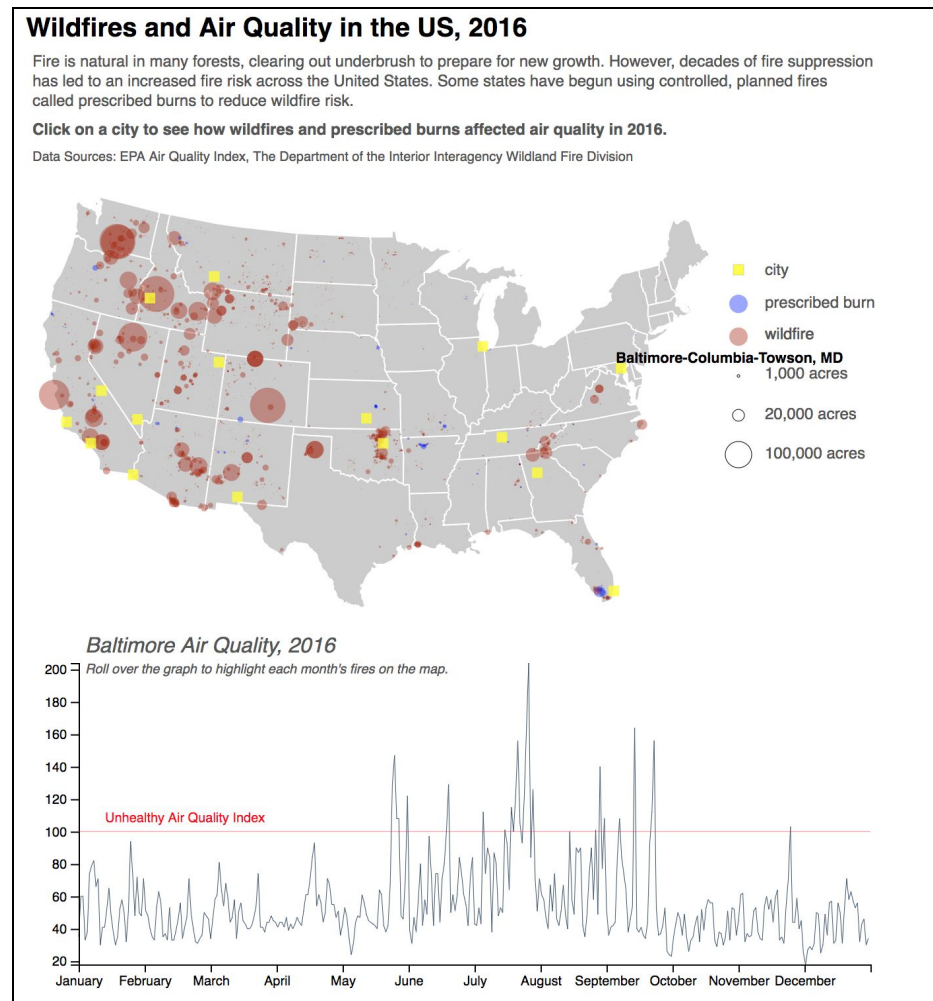 Wildfires and Air Quality in the US, 2016
Fire is natural in many forests, clearing out underbrush to prepare for new growth. However, decades of fire suppression
has led to an increased fire risk across the United States. Some states have begun using controlled, planned fires
called prescribed burns to reduce wildfire risk.
Click on a city to see how wildfires and prescribed burns affected air quality in 2016.
Data Sources: EPA Air Quality Index, The Department of the Interior Interagency Wildland Fire Division
city
prescribed burn
wildfire
Baltimore-Columbia-Towson, MD
1,000 acres
20,000 acres
100,000 acres
Baltimore Air Quality, 2016
Roll over the graph to highlight each month's fires on the map.
200
180
160
140
120
Unhealthy Air Quality Index
100
80
60
40
20
January February March April May June July August September October November December